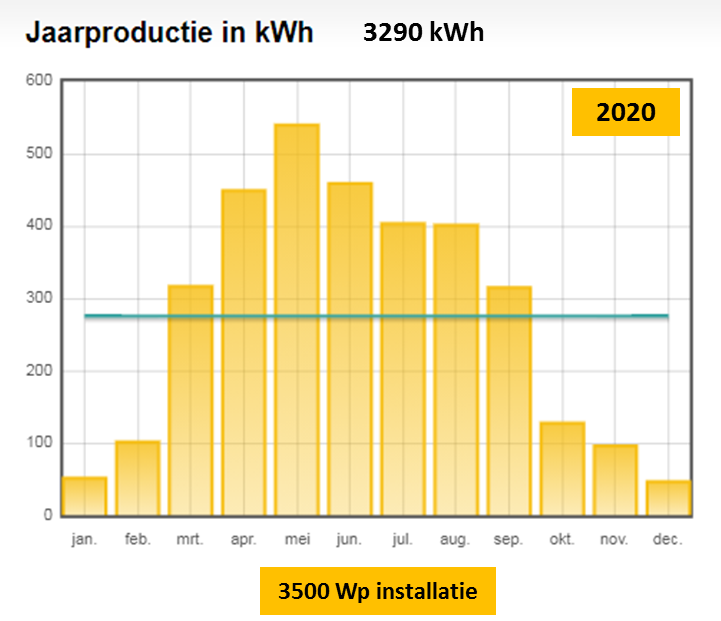 Jaarproductie in kWh 3290 kWh
600
2020
500
400
300
200
100
0
jan. feb. mrt. apr. mei jun. jul. aug. sep. okt. nov. dec.
3500 Wp installatie